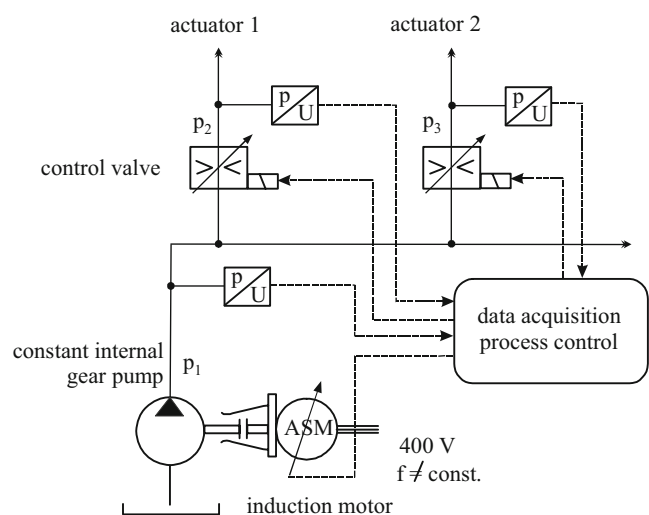 actuator 1
actuator 2
p
U
p
U
p₂
p₃
> <
> <
control valve
p
U
data acquisition
process control
constant internal
gear pump
p₁
ASM
400 V
f ≠ const.
induction motor